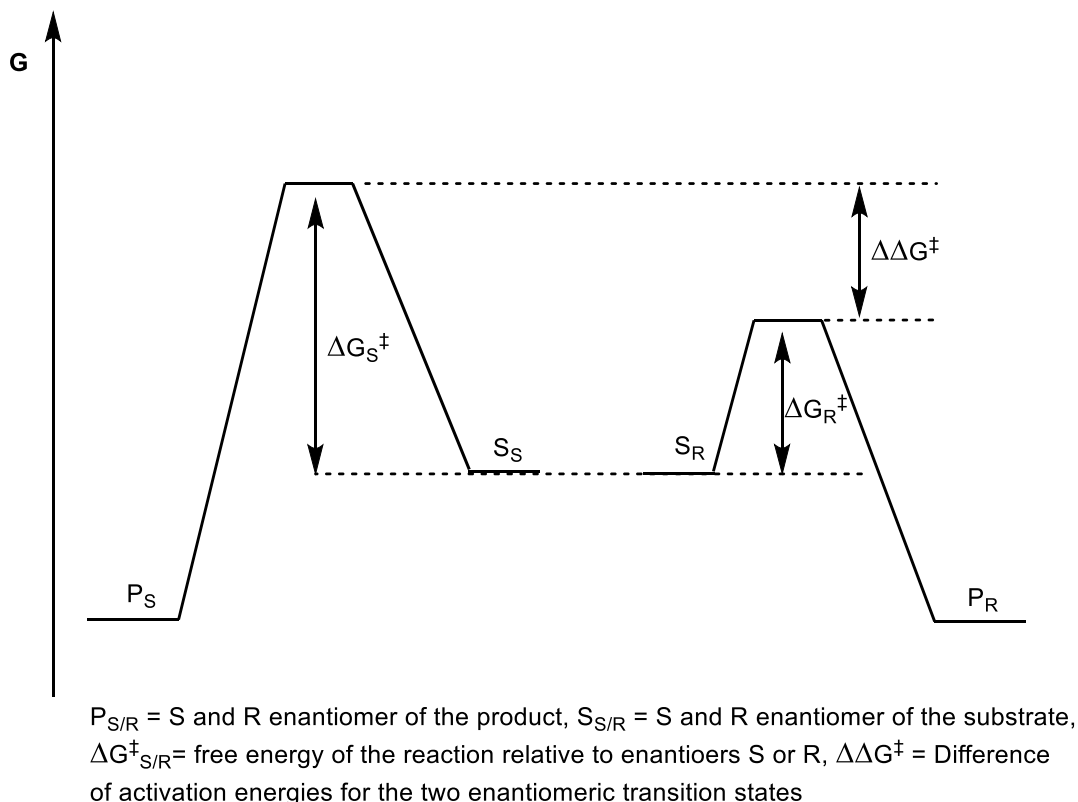 G
ΔΔG‡
ΔGS‡
ΔGR‡
SS
SR
PS
PR
PS/R = S and R enantiomer of the product, SS/R = S and R enantiomer of the substrate,
ΔG‡S/R= free energy of the reaction relative to enantioers S or R, ΔΔG‡ = Difference
of activation energies for the two enantiomeric transition states